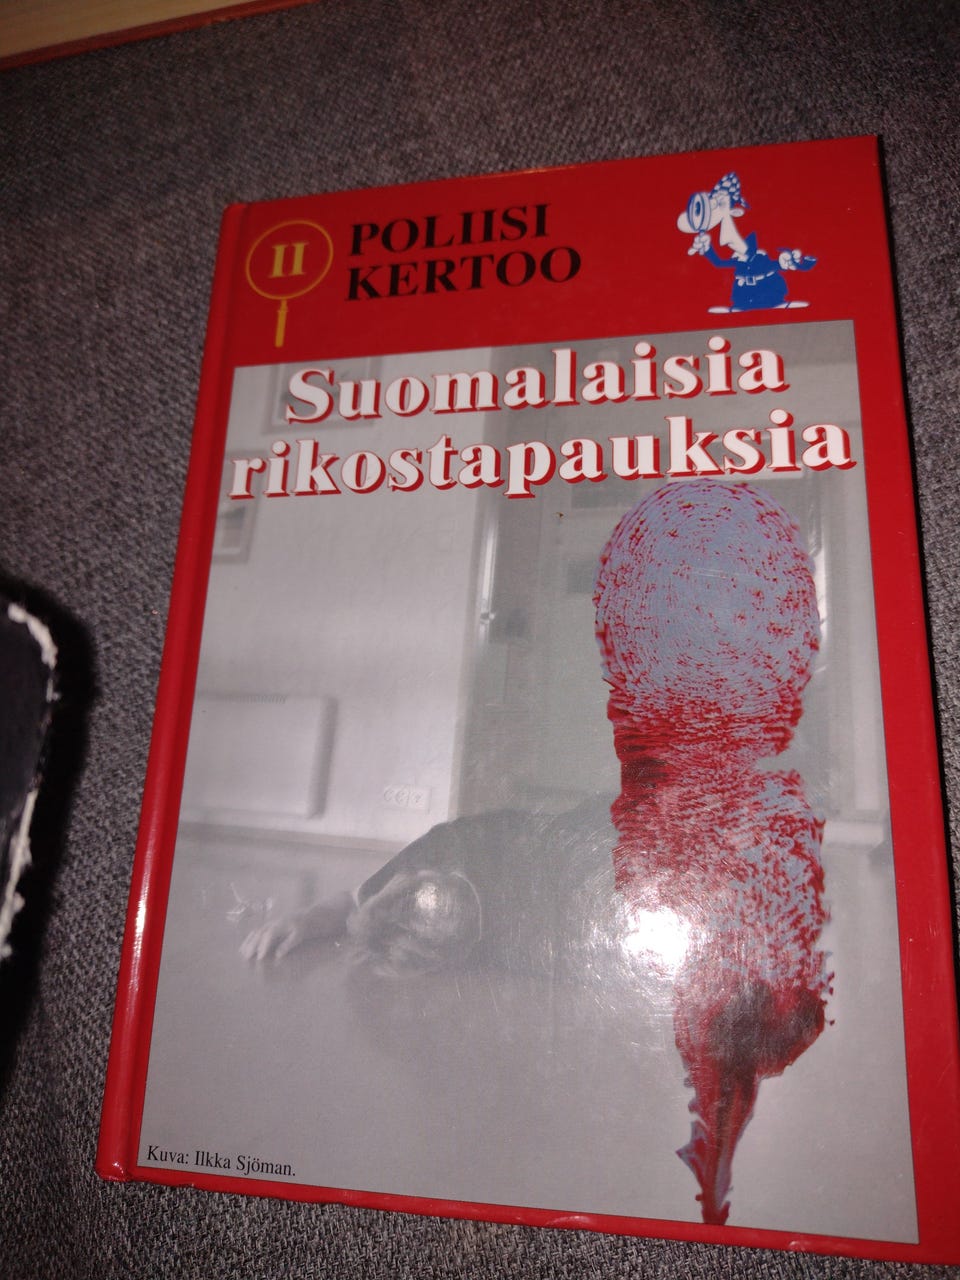 II
POLIISI
KERTOO
Suomalaisia
rikostapauksia
Kuva: Ilkka Sjöman.